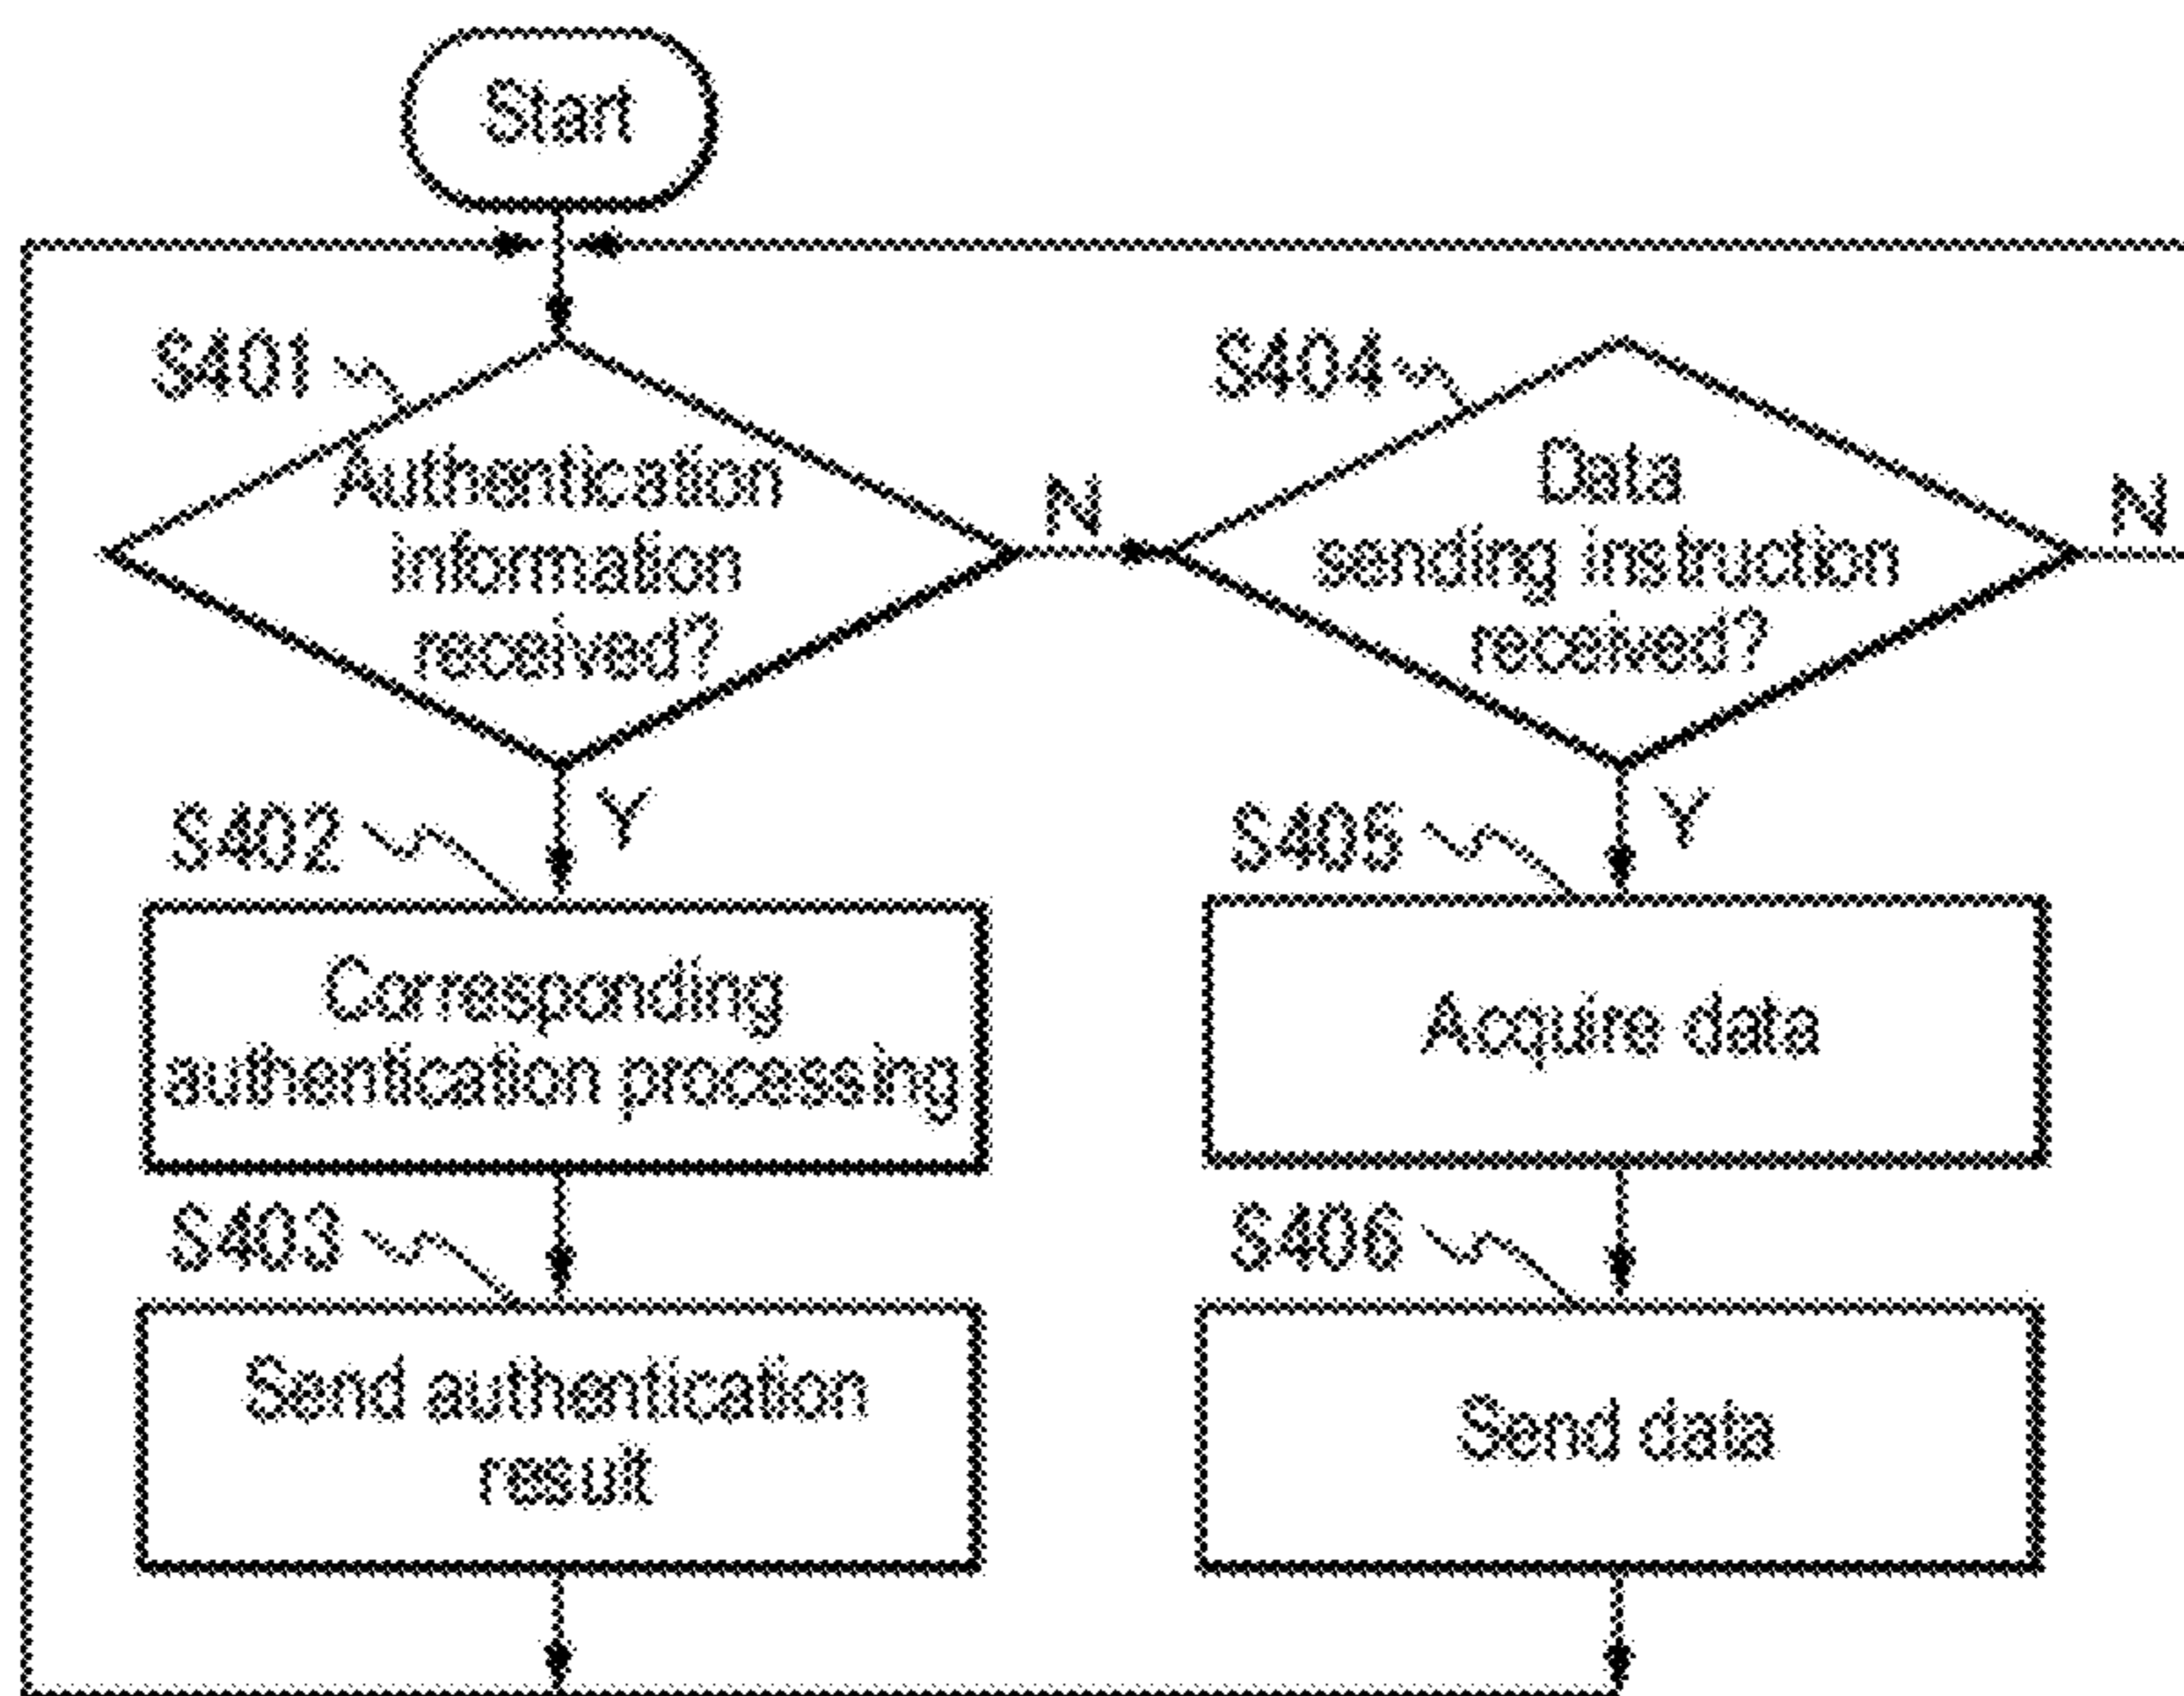 Start
S401
Authentication
information
received?
N
Y
S402
Corresponding
authentication processing
S403
Send authentication
result
S404
Data
sending instruction
received?
N
Y
S405
Acquire data
S406
Send data